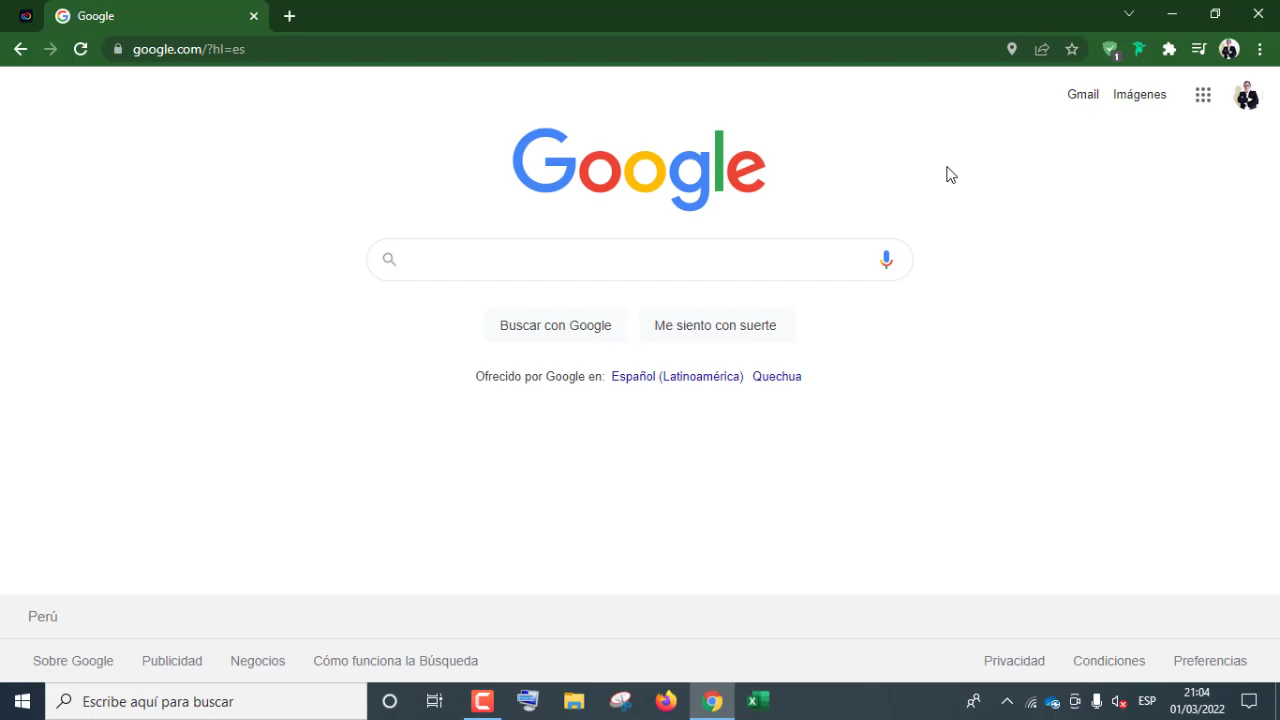 Google
google.com/?hl=es
1
Gmail Imágenes
Google
Buscar con Google Me siento con suerte
Ofrecido por Google en: Español (Latinoamérica) Quechua
Perú
Sobre Google Publicidad Negocios Cómo funciona la Búsqueda Privacidad Condiciones Preferencias
Escribe aquí para buscar ESP 21:04
01/03/2022